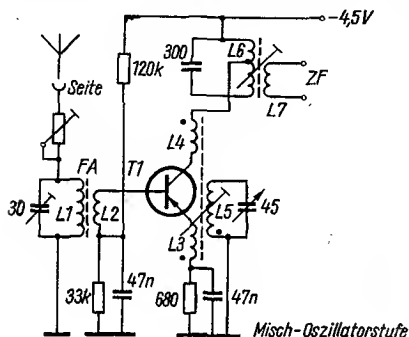 -4,5V
300
L6
120k
ZF
Seite
L7
L4
FA
T1
30
L1
L2
L5
45
L3
33k
47n
680
47n
Misch-Oszillatorstufe